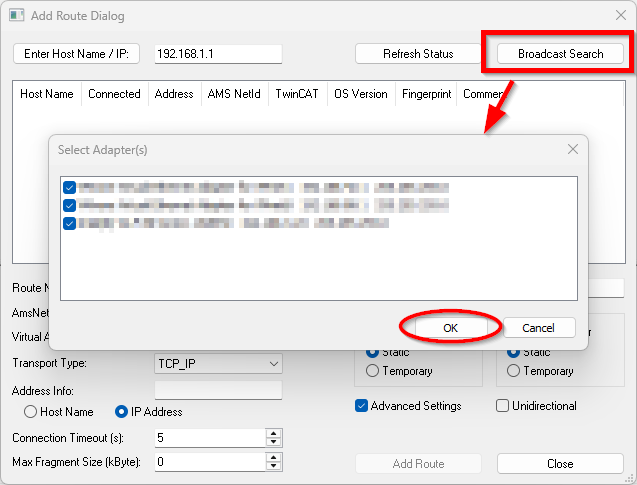 Add Route Dialog
Enter Host Name / IP: 192.168.1.1 Refresh Status Broadcast Search
Host Name Connected Address AMS NetId TwinCAT OS Version Fingerprint Commen
Select Adapter(s)
OK Cancel
Route N
AmsNet
Virtual A
Transport Type: TCP_IP Static Static
Temporary Temporary
Address Info:
Host Name IP Address Advanced Settings Unidirectional
Connection Timeout (s): 5
Max Fragment Size (kByte): 0 Add Route Close